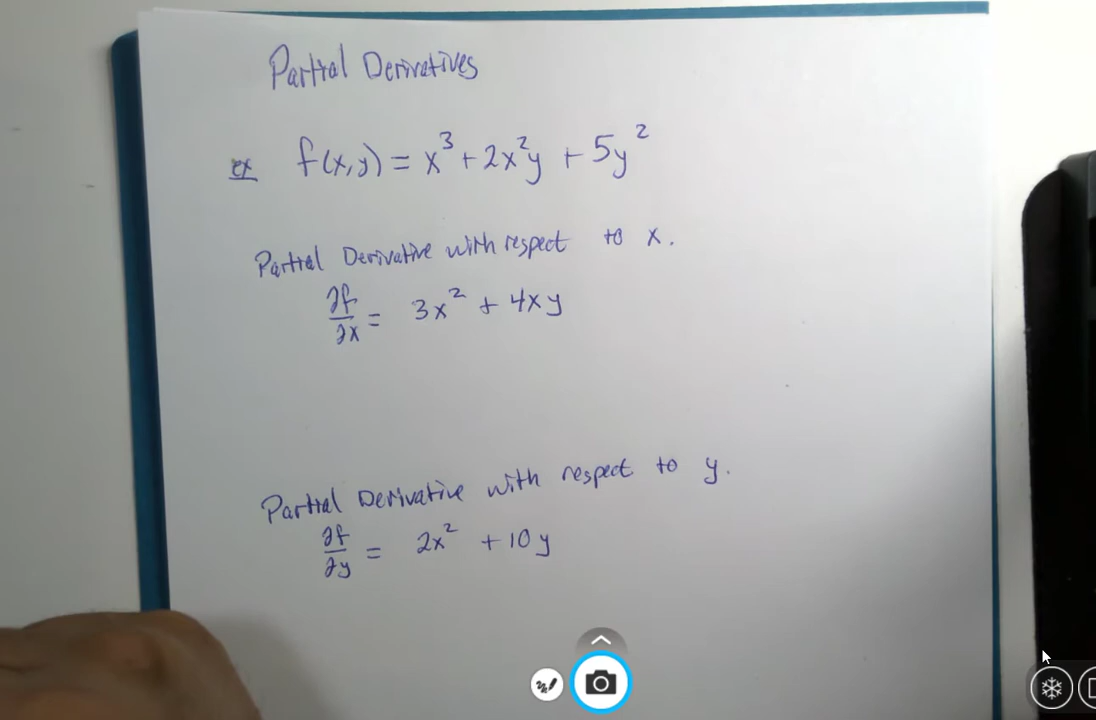 Partial Derivatives
ex f(x,y) = x³ + 2x²y + 5y²
Partial Derivative with respect to x.
∂f/∂x = 3x² + 4xy
Partial Derivative with respect to y.
∂f/∂y = 2x² + 10y